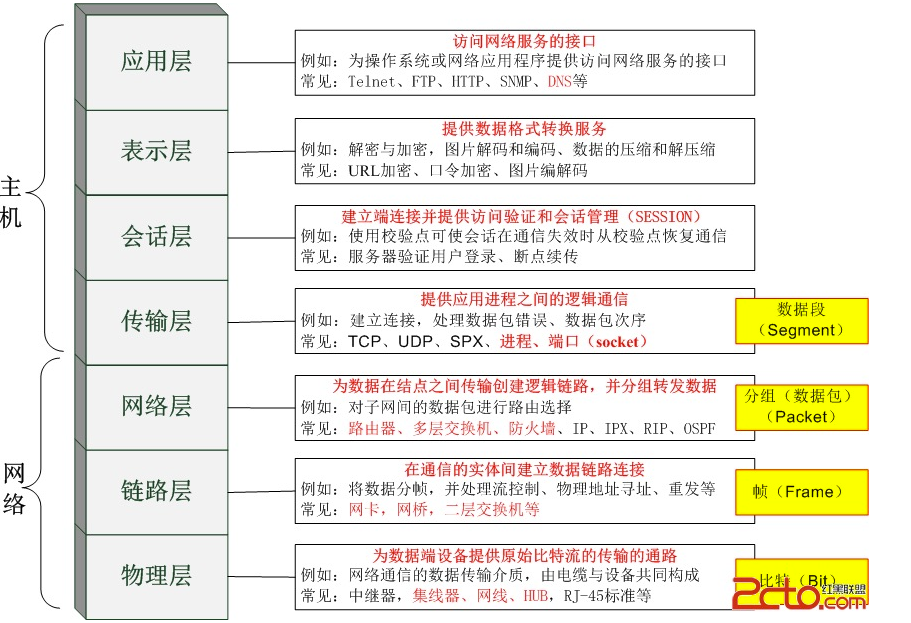 应用层
访问网络服务的接口
例如：为操作系统或网络应用程序提供访问网络服务的接口
常见：Telnet、FTP、HTTP、SNMP、DNS等
表示层
提供数据格式转换服务
例如：解密与加密，图片解码和编码、数据的压缩和解压缩
常见：URL加密、口令加密、图片编解码
主机
会话层
建立端连接并提供访问验证和会话管理（SESSION）
例如：使用校验点可使会话在通信失效时从校验点恢复通信
常见：服务器验证用户登录、断点续传
传输层
提供应用进程之间的逻辑通信
例如：建立连接，处理数据包错误、数据包次序
常见：TCP、UDP、SPX、进程、端口（socket）
数据段
（Segment）
网络层
为数据在结点之间传输创建逻辑链路，并分组转发数据
例如：对子网间的数据包进行路由选择
常见：路由器、多层交换机、防火墙、IP、IPX、RIP、OSPF
分组（数据包）
（Packet）
网络
链路层
在通信的实体间建立数据链路连接
例如：将数据分帧，并处理流控制、物理地址寻址、重发等
常见：网卡，网桥，二层交换机等
帧（Frame）
物理层
为数据端设备提供原始比特流的传输的通路
例如：网络通信的数据传输介质，由电缆与设备共同构成
常见：中继器，集线器、网线、HUB，RJ-45标准等
比特（Bit）
2cto.com
红黑联盟